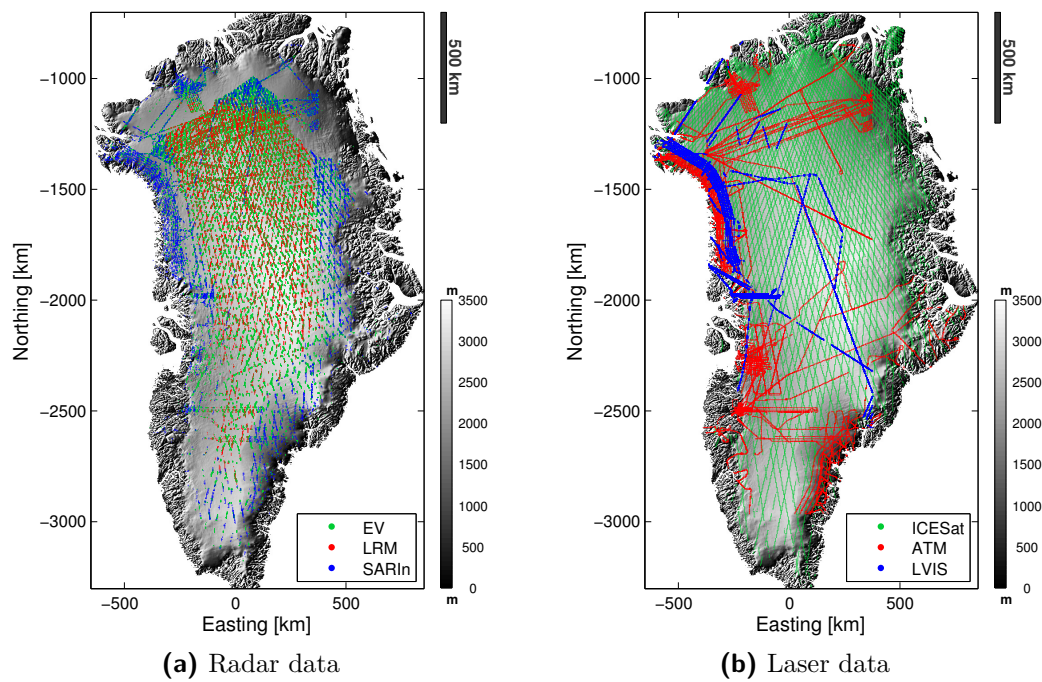 500 km
−1000
−1500
−2000
−2500
−3000
Northing [km]
−500
0
500
Easting [km]
EV
LRM
SARIn
m
3500
3000
2500
2000
1500
1000
500
0
m
(a) Radar data
500 km
−1000
−1500
−2000
−2500
−3000
Northing [km]
−500
0
500
Easting [km]
ICESat
ATM
LVIS
m
3500
3000
2500
2000
1500
1000
500
0
m
(b) Laser data